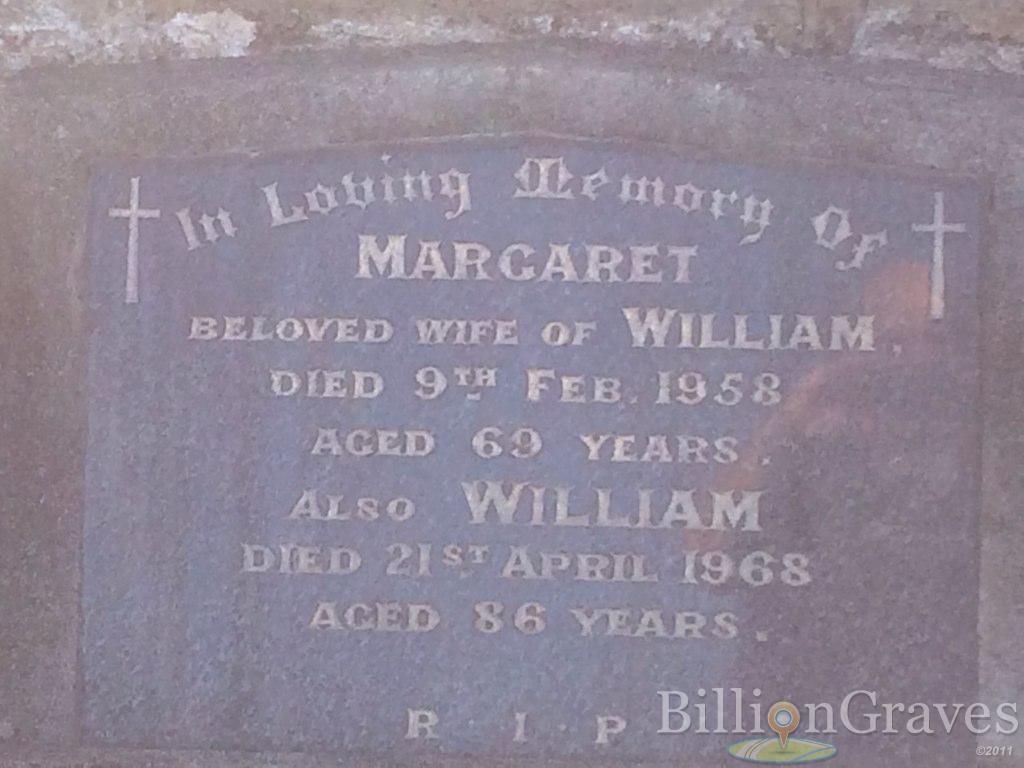 In Loving Memory Of
MARGARET
BELOVED WIFE OF WILLIAM,
DIED 9TH FEB. 1958
AGED 69 YEARS.
ALSO WILLIAM
DIED 21ST APRIL 1968
AGED 86 YEARS.
R. I. P
BillionGraves
©2011